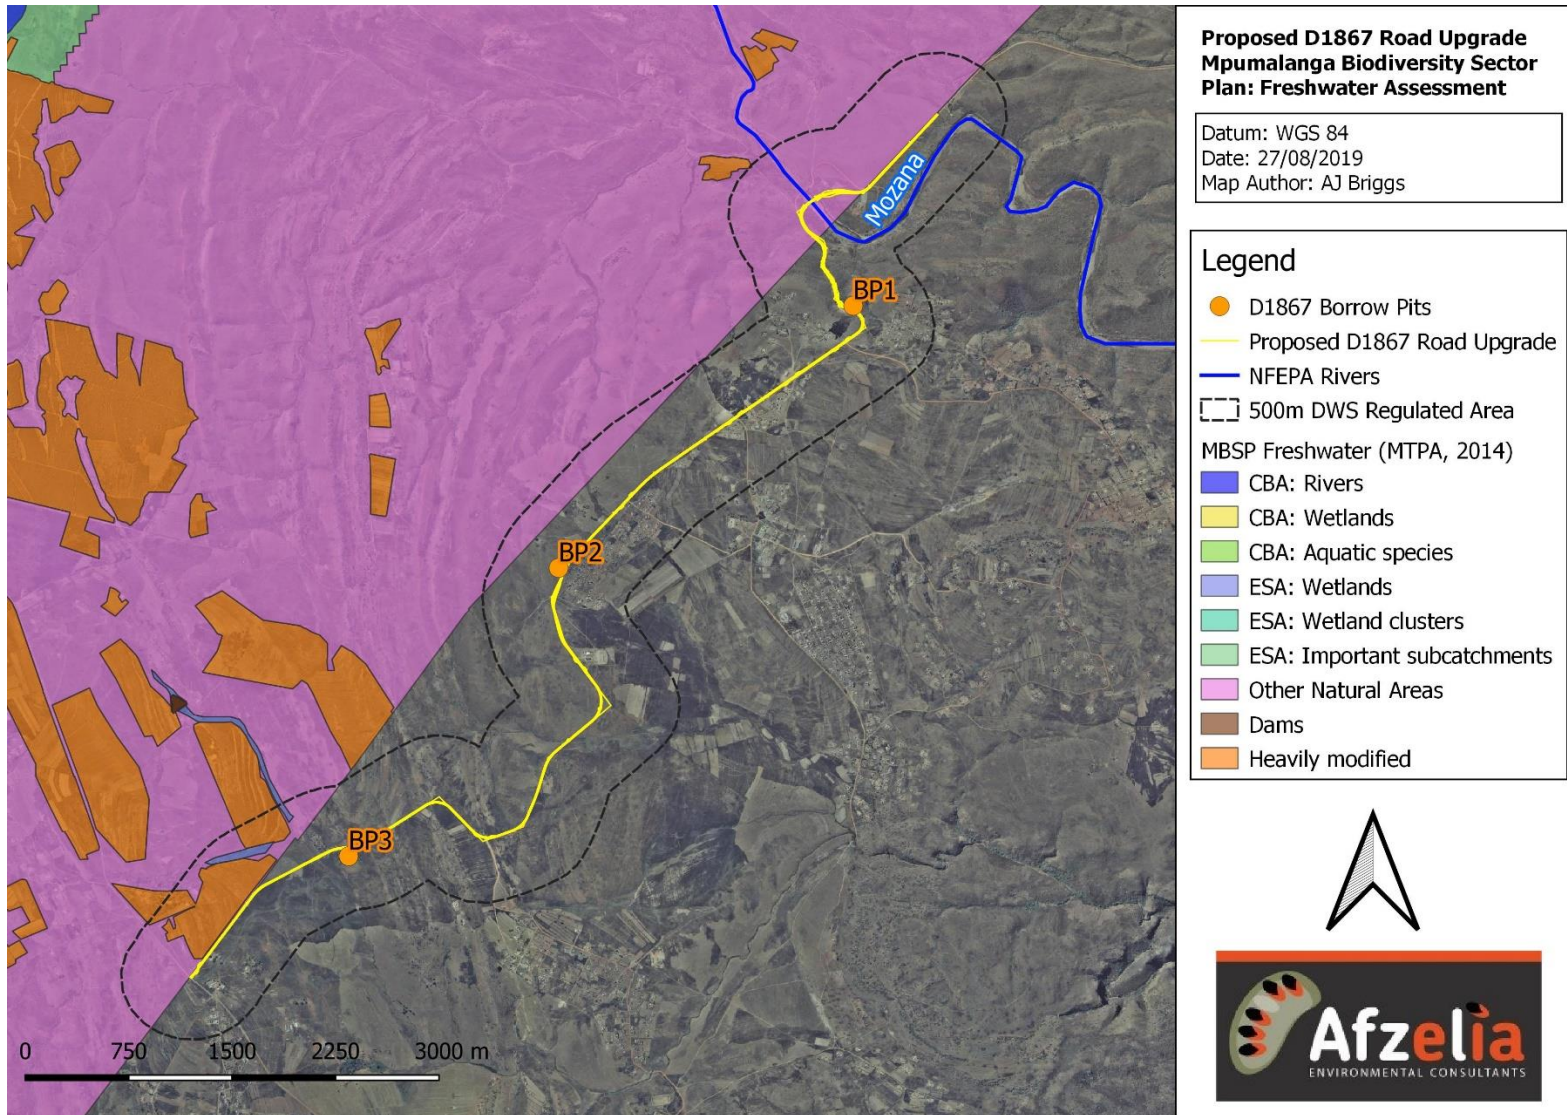 Proposed D1867 Road Upgrade
Mpumalanga Biodiversity Sector
Plan: Freshwater Assessment
Datum: WGS 84
Date: 27/08/2019
Map Author: AJ Briggs
Legend
D1867 Borrow Pits
Proposed D1867 Road Upgrade
NFEPA Rivers
500m DWS Regulated Area
MBSP Freshwater (MTPA, 2014)
CBA: Rivers
CBA: Wetlands
CBA: Aquatic species
ESA: Wetlands
ESA: Wetland clusters
ESA: Important subcatchments
Other Natural Areas
Dams
Heavily modified
Mozana
BP1
BP2
BP3
0 750 1500 2250 3000 m
Afzelia
ENVIRONMENTAL CONSULTANTS